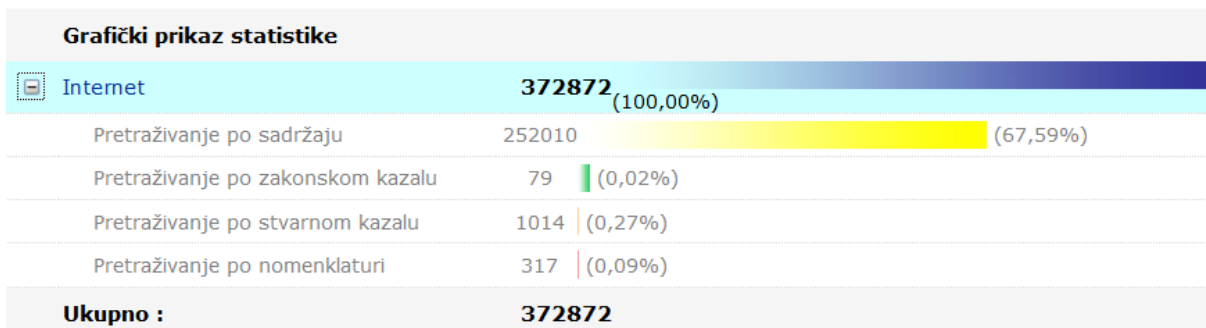 Grafički prikaz statistike
Internet 372872 (100,00%)
Pretraživanje po sadržaju 252010 (67,59%)
Pretraživanje po zakonskom kazalu 79 (0,02%)
Pretraživanje po stvarnom kazalu 1014 (0,27%)
Pretraživanje po nomenklaturi 317 (0,09%)
Ukupno : 372872